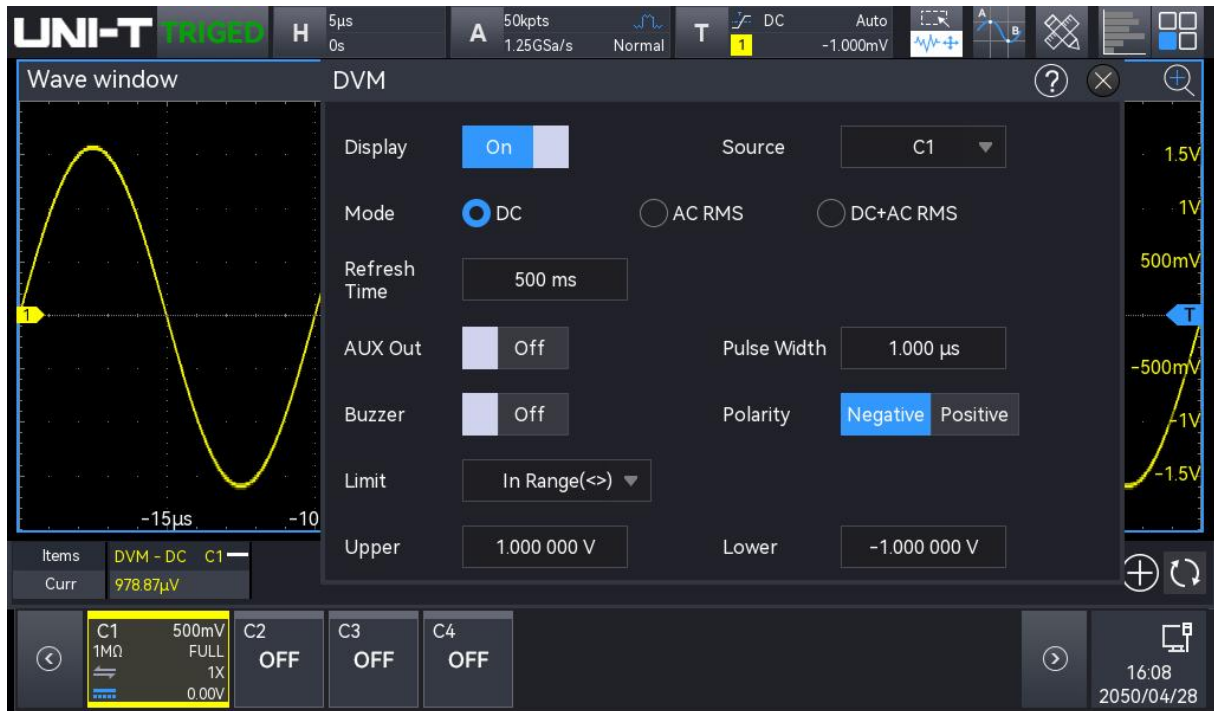 UNI-T TRIGED H 5µs 0s A 50kpts 1.25GSa/s Normal T DC 1 Auto -1.000mV A B
Wave window
DVM ?
Display On Source C1
Mode DC AC RMS DC+AC RMS
Refresh Time 500 ms
AUX Out Off Pulse Width 1.000 µs
Buzzer Off Polarity Negative Positive
Limit In Range(<>)
Upper 1.000 000 V Lower -1.000 000 V
1.5V
1V
500mV
1
T
-500mV
-1V
-1.5V
-15µs -10
Items DVM - DC C1
Curr 978.87µV
C1 500mV
1MΩ FULL
1X
0.00V
C2 OFF
C3 OFF
C4 OFF
16:08
2050/04/28